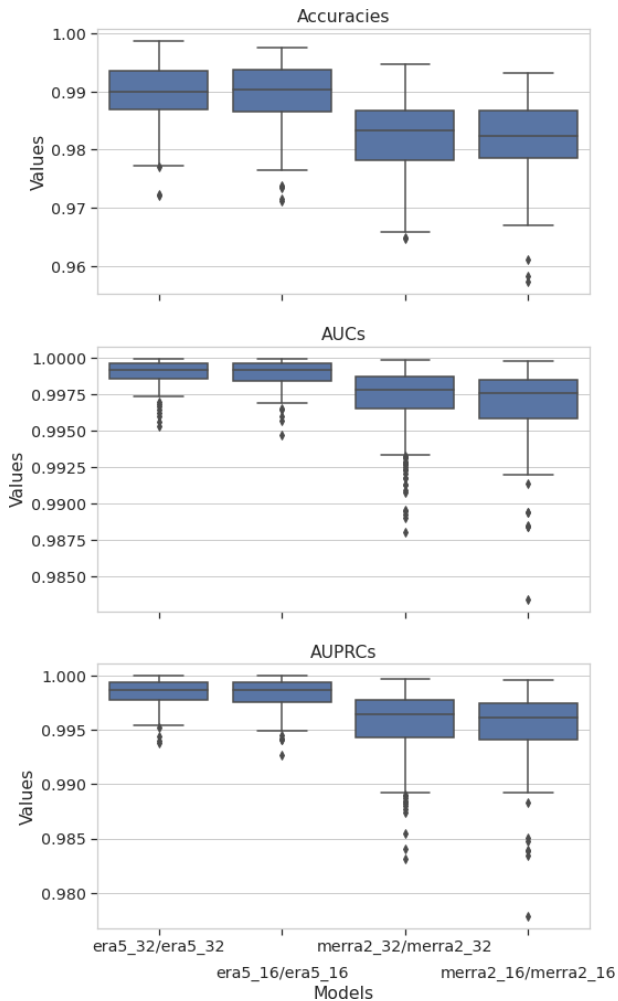 Accuracies
1.00
0.99
0.98
0.97
0.96
Values
AUCs
1.0000
0.9975
0.9950
0.9925
0.9900
0.9875
0.9850
Values
AUPRCs
1.000
0.995
0.990
0.985
0.980
Values
era5_32/era5_32 merra2_32/merra2_32
era5_16/era5_16 merra2_16/merra2_16
Models